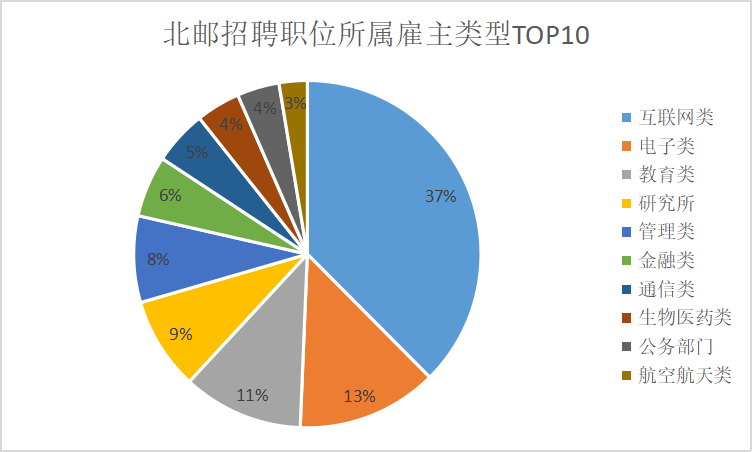 北邮招聘职位所属雇主类型TOP10
37%
13%
11%
9%
8%
6%
5%
4%
4%
3%
互联网类
电子类
教育类
研究所
管理类
金融类
通信类
生物医药类
公务部门
航空航天类